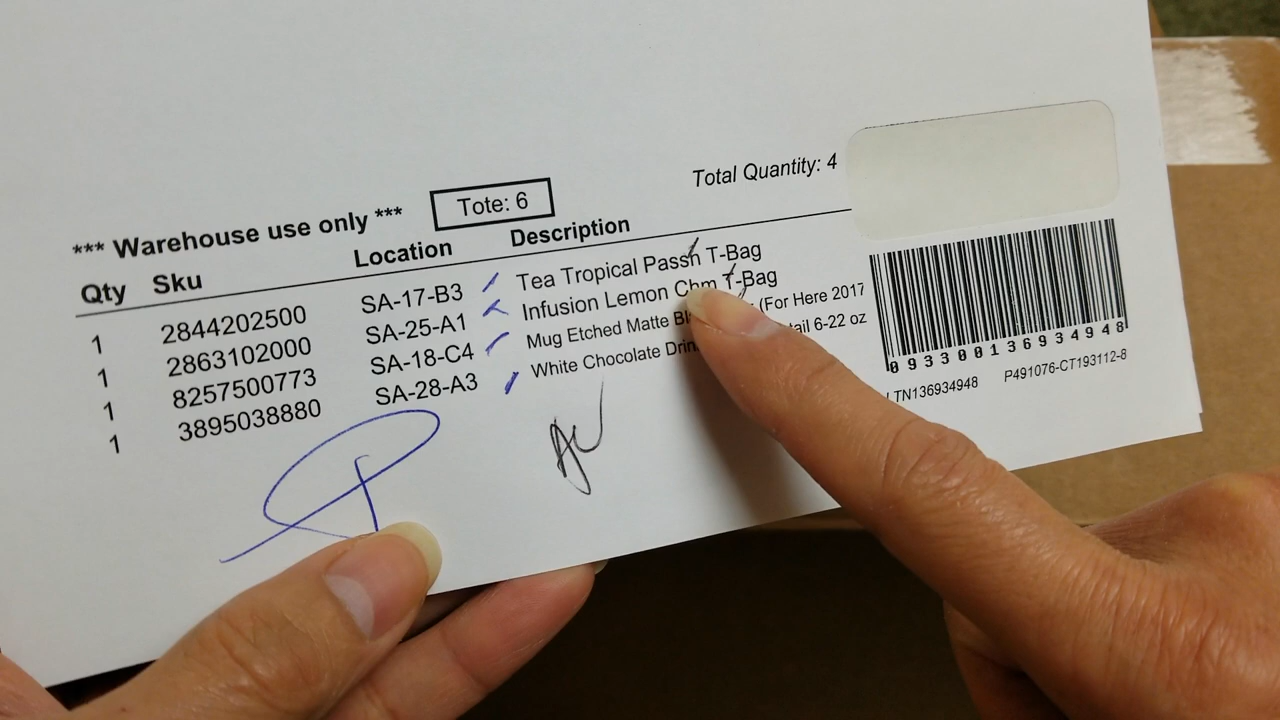 Total Quantity: 4
*** Warehouse use only ***
Tote: 6
Qty Sku Location Description
1 2844202500 SA-17-B3 Tea Tropical Passn T-Bag
1 2863102000 SA-25-A1 Infusion Lemon Chm T-Bag
1 8257500773 SA-18-C4 Mug Etched Matte (For Here 2017
1 3895038880 SA-28-A3 White Chocolate 6-22 oz
093300136934948
LTN136934948 P491076-CT193112-8